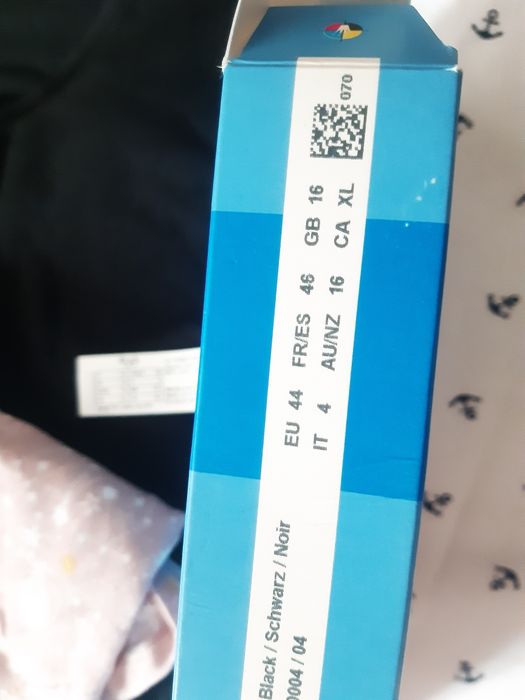 Black / Schwarz / Noir
0004 / 04
EU 44 FR/ES 46 GB 16
IT 4 AU/NZ 16 CA XL
070